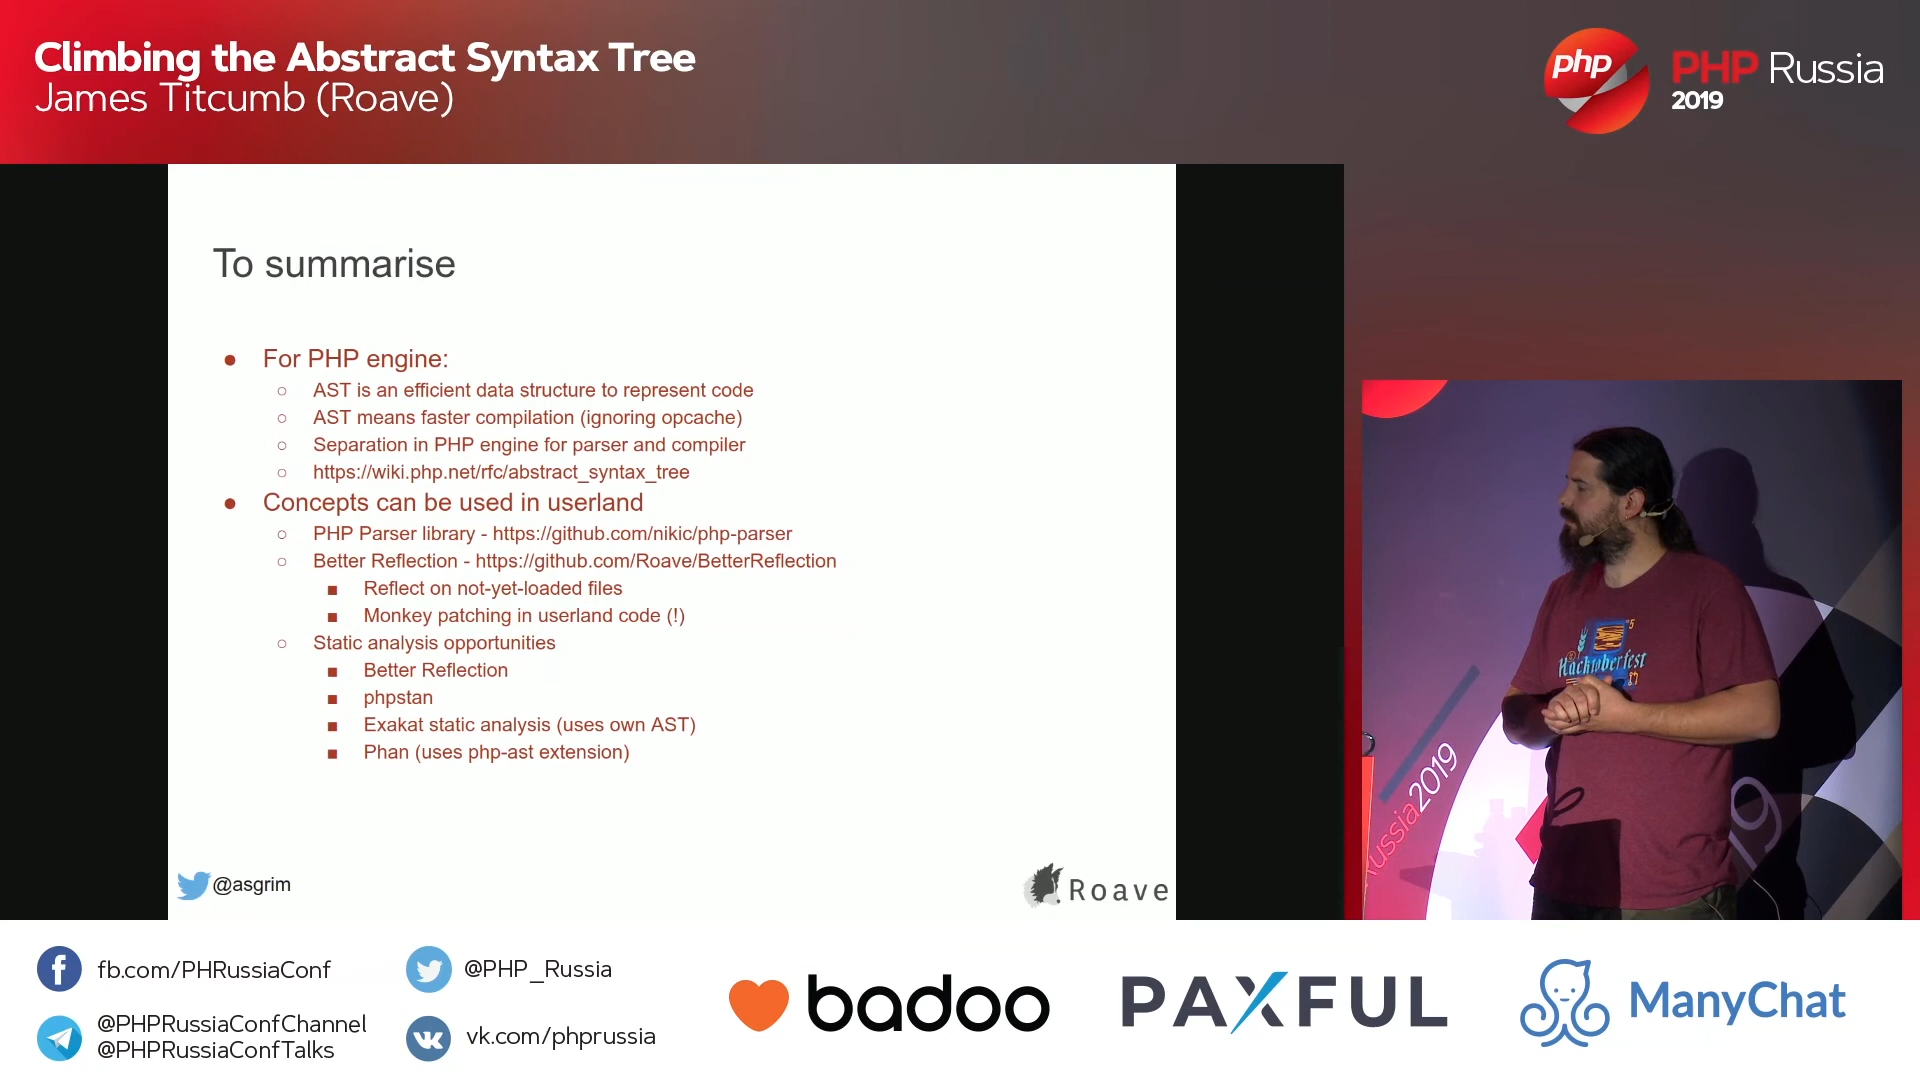 Climbing the Abstract Syntax Tree
James Titcumb (Roave)
php
PHP Russia
2019
To summarise
● For PHP engine:
○ AST is an efficient data structure to represent code
○ AST means faster compilation (ignoring opcache)
○ Separation in PHP engine for parser and compiler
○ https://wiki.php.net/rfc/abstract_syntax_tree
● Concepts can be used in userland
○ PHP Parser library - https://github.com/nikic/php-parser
○ Better Reflection - https://github.com/Roave/BetterReflection
■ Reflect on not-yet-loaded files
■ Monkey patching in userland code (!)
○ Static analysis opportunities
■ Better Reflection
■ phpstan
■ Exakat static analysis (uses own AST)
■ Phan (uses php-ast extension)
@asgrim
Roave
Hacktoberfest
Russia2019
19
fb.com/PHRussiaConf
@PHPRussiaConfChannel
@PHPRussiaConfTalks
@PHP_Russia
vk.com/phprussia
badoo
PAXFUL
ManyChat